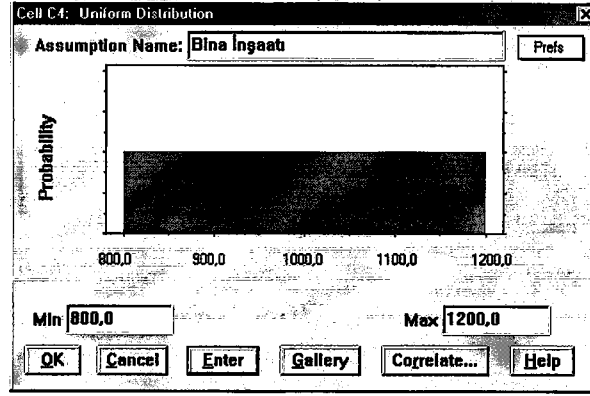 Cell C4: Uniform Distribution
Assumption Name: Bina İnşaatı
Prefs
Probability
800,0 900,0 1000,0 1100,0 1200,0
Min 800,0 Max 1200,0
OK Cancel Enter Gallery Correlate... Help